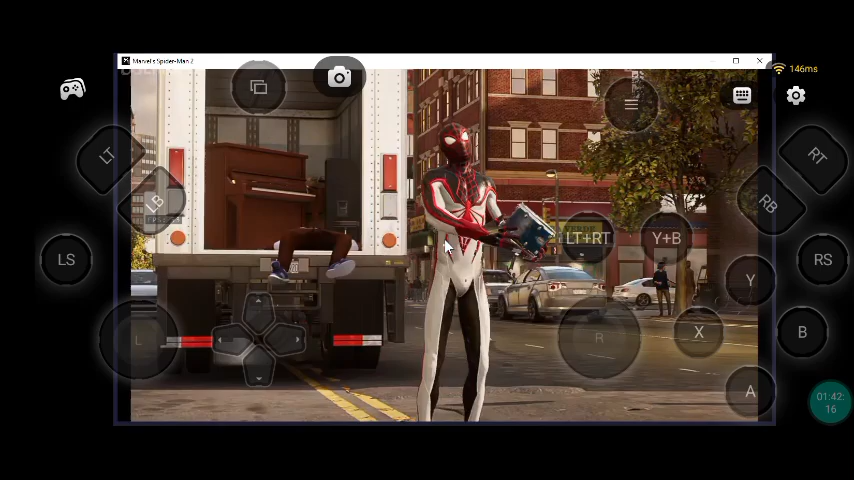 Marvel's Spider-Man 2
146ms
LT
RT
LB
RB
LT+RT
Y+B
LS
RS
Y
L
R
X
B
A
01:42:
16